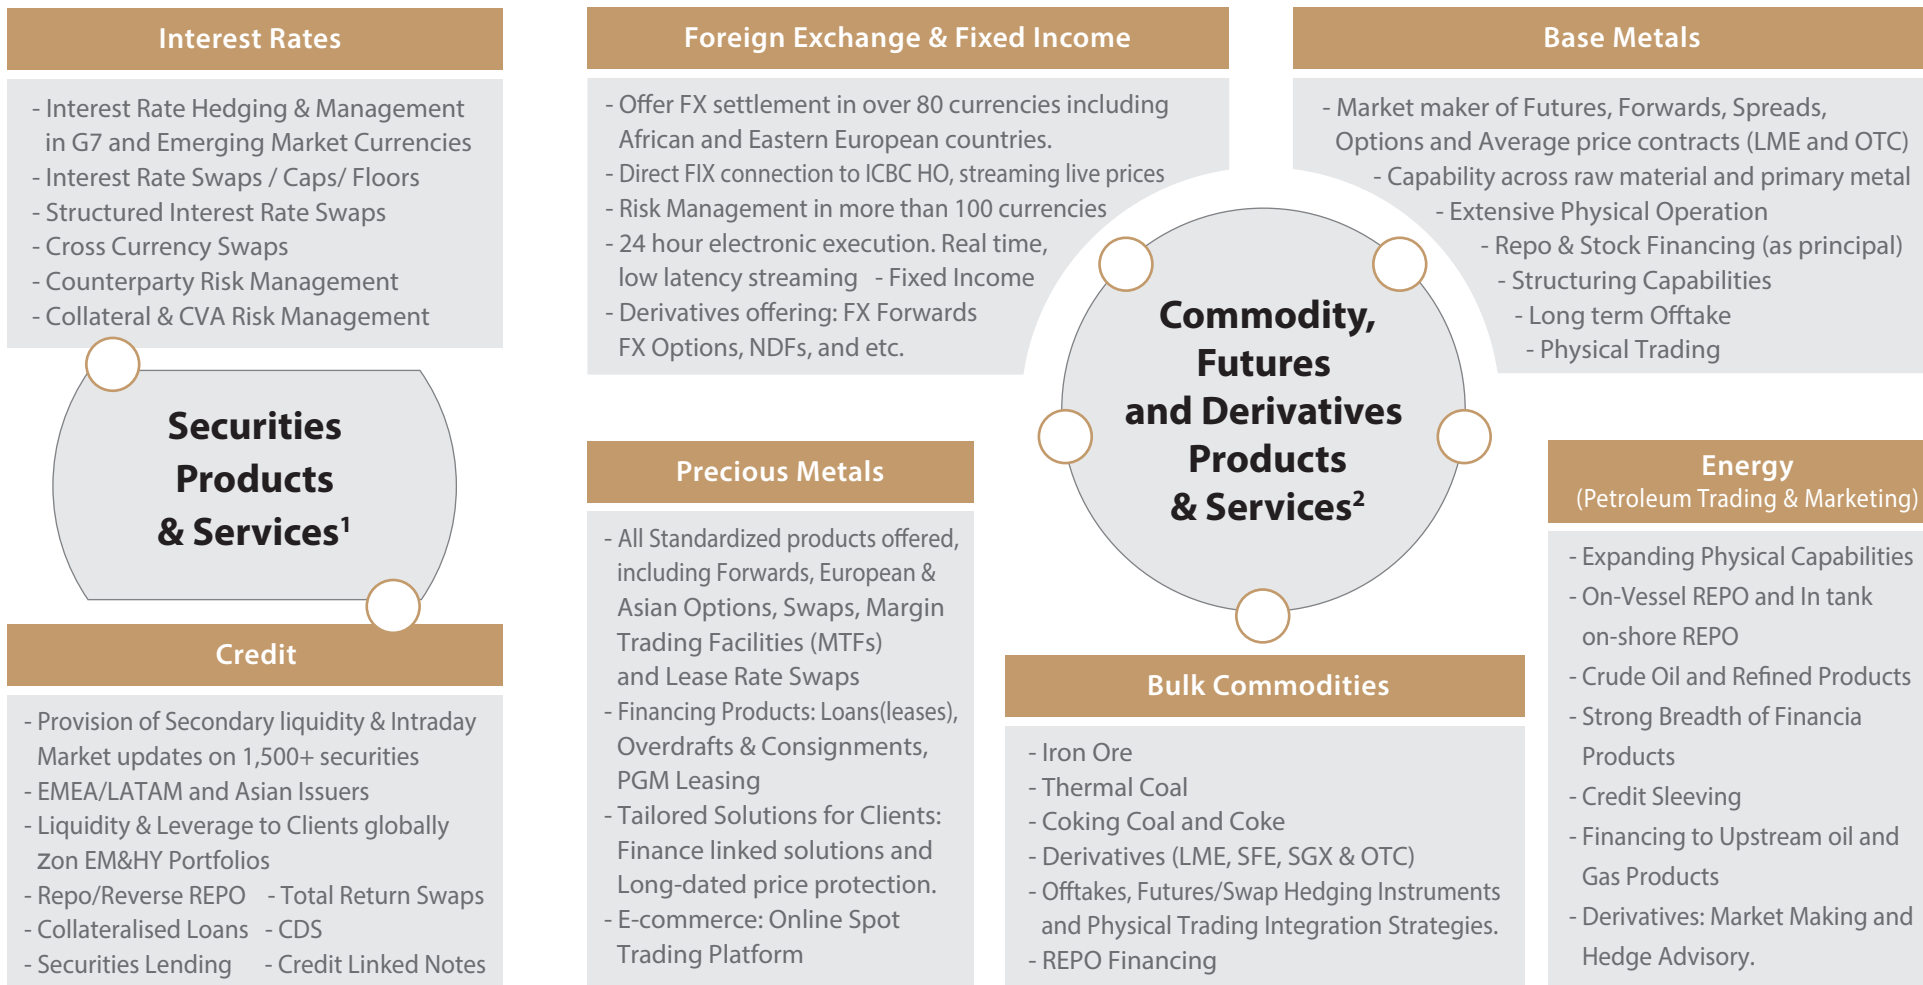 Interest Rates
- Interest Rate Hedging & Management
in G7 and Emerging Market Currencies
- Interest Rate Swaps / Caps/ Floors
- Structured Interest Rate Swaps
- Cross Currency Swaps
- Counterparty Risk Management
- Collateral & CVA Risk Management
Securities
Products
& Services¹
Credit
- Provision of Secondary liquidity & Intraday
Market updates on 1,500+ securities
- EMEA/LATAM and Asian Issuers
- Liquidity & Leverage to Clients globally
zon EM&HY Portfolios
- Repo/Reverse REPO - Total Return Swaps
- Collateralised Loans - CDS
- Securities Lending - Credit Linked Notes
Foreign Exchange & Fixed Income
- Offer FX settlement in over 80 currencies including
African and Eastern European countries.
- Direct FIX connection to ICBC HO, streaming live prices
- Risk Management in more than 100 currencies
- 24 hour electronic execution. Real time,
low latency streaming - Fixed Income
- Derivatives offering: FX Forwards
FX Options, NDFs, and etc.
Base Metals
- Market maker of Futures, Forwards, Spreads,
Options and Average price contracts (LME and OTC)
- Capability across raw material and primary metal
- Extensive Physical Operation
- Repo & Stock Financing (as principal)
- Structuring Capabilities
- Long term Offtake
- Physical Trading
Commodity,
Futures
and Derivatives
Products
& Services²
Precious Metals
- All Standardized products offered,
including Forwards, European &
Asian Options, Swaps, Margin
Trading Facilities (MTFs)
and Lease Rate Swaps
- Financing Products: Loans(leases),
Overdrafts & Consignments,
PGM Leasing
- Tailored Solutions for Clients:
Finance linked solutions and
Long-dated price protection.
- E-commerce: Online Spot
Trading Platform
Bulk Commodities
- Iron Ore
- Thermal Coal
- Coking Coal and Coke
- Derivatives (LME, SFE, SGX & OTC)
- Offtakes, Futures/Swap Hedging Instruments
and Physical Trading Integration Strategies.
- REPO Financing
Energy
(Petroleum Trading & Marketing)
- Expanding Physical Capabilities
- On-Vessel REPO and In tank
on-shore REPO
- Crude Oil and Refined Products
- Strong Breadth of Financia
Products
- Credit Sleeving
- Financing to Upstream oil and
Gas Products
- Derivatives: Market Making and
Hedge Advisory.